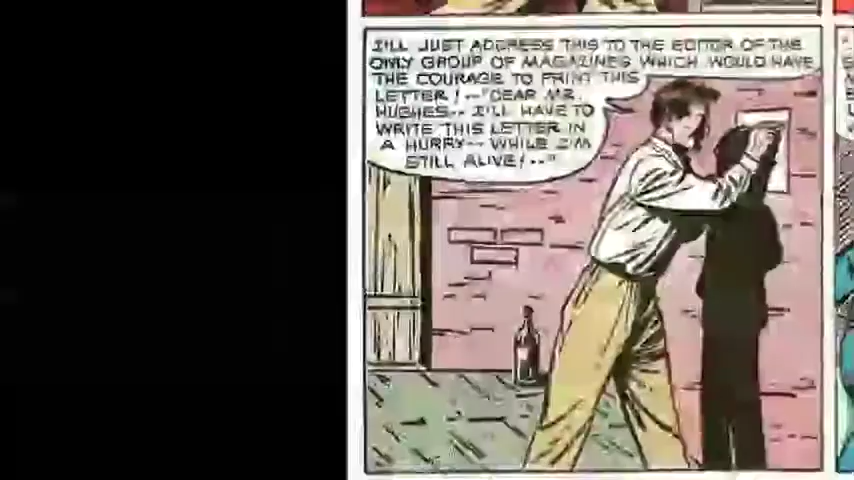 I'LL JUST ADDRESS THIS TO THE EDITOR OF THE
ONLY GROUP OF MAGAZINES WHICH WOULD HAVE
THE COURAGE TO PRINT THIS
LETTER! -- "DEAR MR.
HUGHES-- I'LL HAVE TO
WRITE THIS LETTER IN
A HURRY-- WHILE I'M
STILL ALIVE! --"